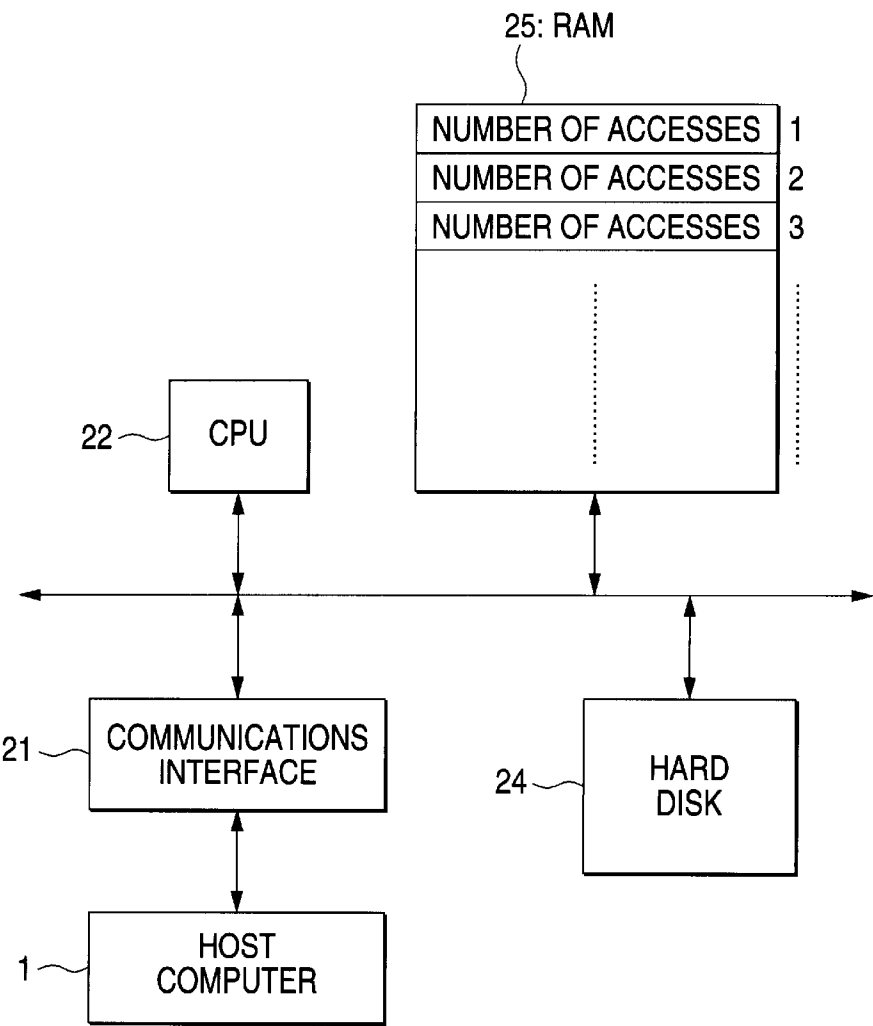 25: RAM
NUMBER OF ACCESSES 1
NUMBER OF ACCESSES 2
NUMBER OF ACCESSES 3
22 CPU
21 COMMUNICATIONS
INTERFACE
24 HARD
DISK
1 HOST
COMPUTER